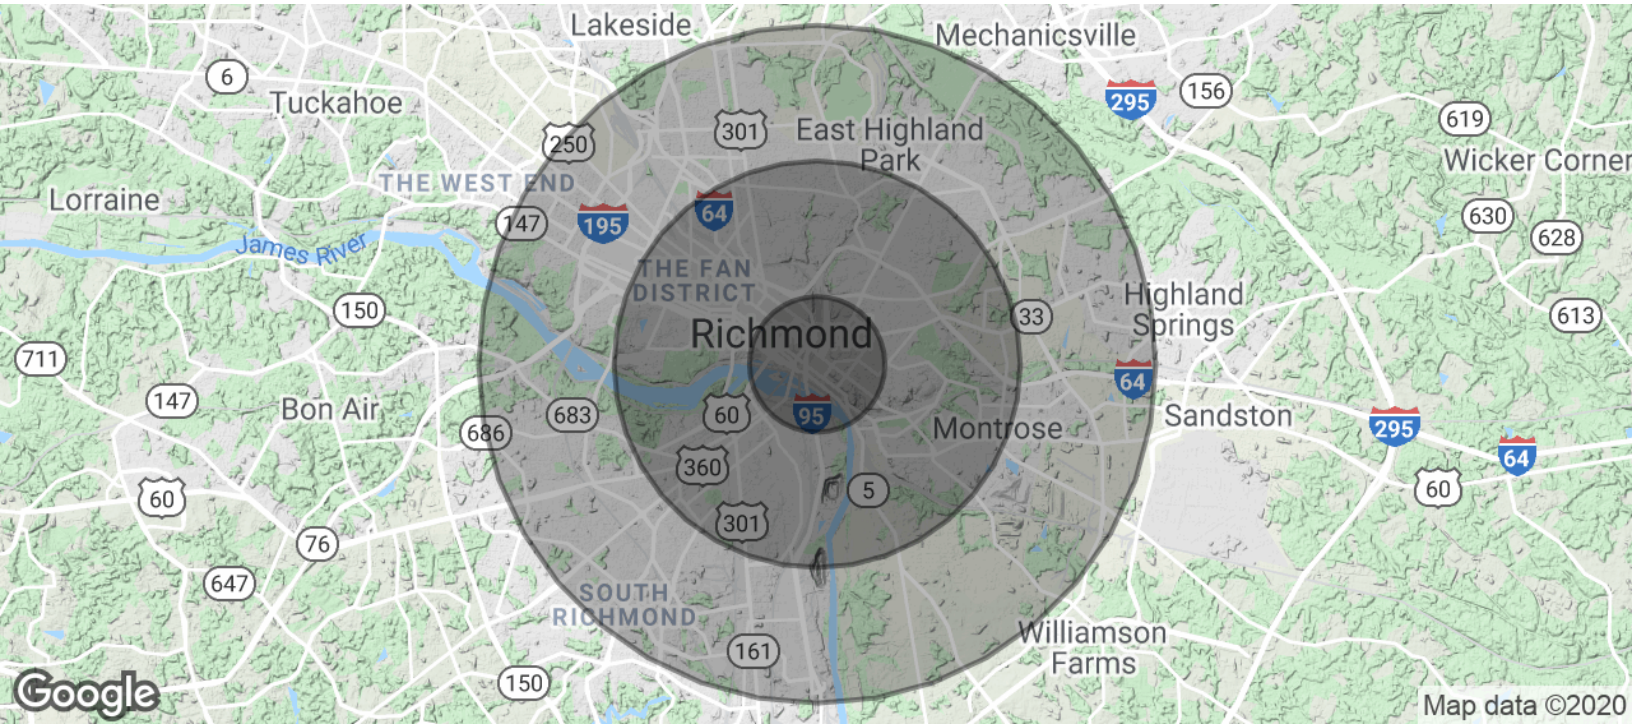 Lakeside
Mechanicsville
6
295
156
Tuckahoe
619
301
East Highland
Park
250
Wicker Corner
THE WEST END
Lorraine
147
195
64
630
628
James River
THE FAN
DISTRICT
150
Highland
Springs
33
613
Richmond
711
64
147
Bon Air
683
60
95
Sandston
686
Montrose
295
360
64
60
5
60
301
76
647
SOUTH
RICHMOND
Williamson
Farms
161
150
Google
Map data ©2020